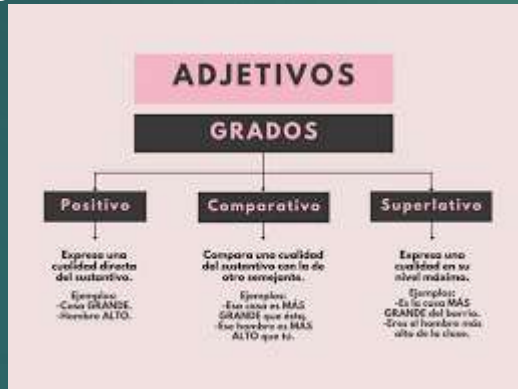 ADJETIVOS
GRADOS
Positivo
Expresa una
cualidad directa
del sustantivo.
Ejemplos:
-Casa GRANDE.
-Hombre ALTO.
Comparativo
Compara una cualidad
del sustantivo con la de
otro semejante.
Ejemplos:
-Esa casa es MÁS
GRANDE que ésta.
-Ese hombre es MÁS
ALTO que tú.
Superlativo
Expresa una
cualidad en su
nivel máximo.
Ejemplos:
-Es la casa MÁS
GRANDE del barrio.
-Eres el hombre más
alto de la clase.